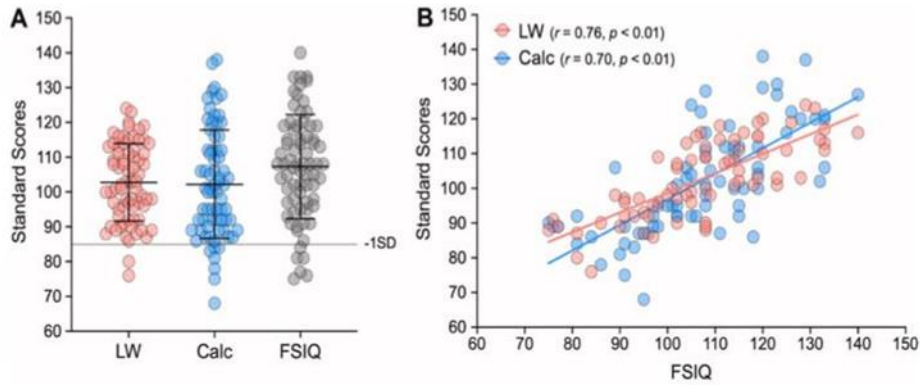 A
Standard Scores
150
140
130
120
110
100
90
80
70
60
-1SD
LW
Calc
FSIQ
B
Standard Scores
150
140
130
120
110
100
90
80
70
60
LW (r = 0.76, p < 0.01)
Calc (r = 0.70, p < 0.01)
60
70
80
90
100
110
120
130
140
150
FSIQ